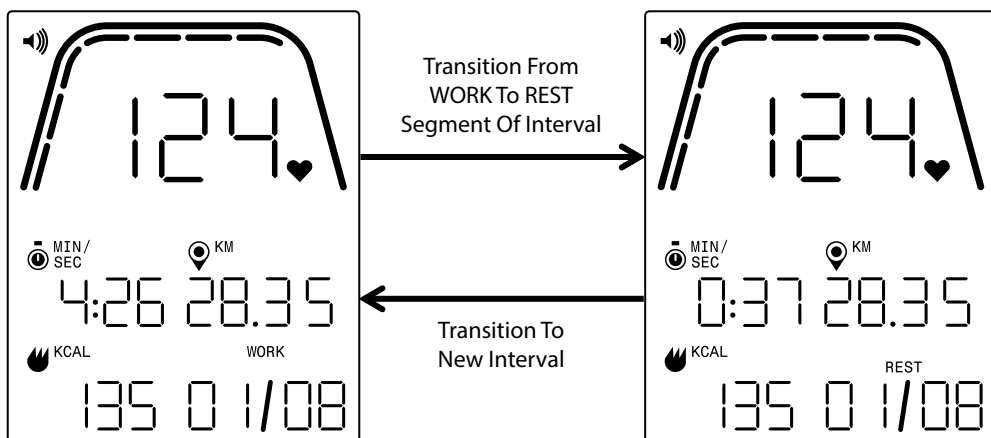 124
MIN/
SEC
KM
4:26 28.35
KCAL
WORK
135 01/08
Transition From
WORK To REST
Segment Of Interval
Transition To
New Interval
124
MIN/
SEC
KM
0:37 28.35
KCAL
REST
135 01/08